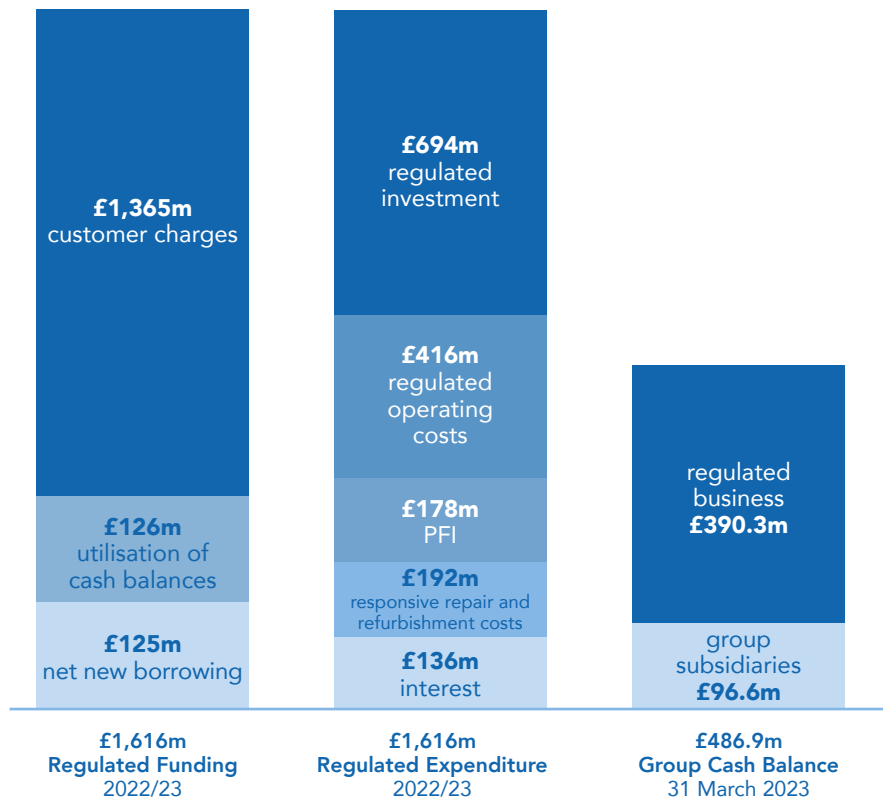 £1,365m
customer charges
£126m
utilisation of
cash balances
£125m
net new borrowing
£1,616m
Regulated Funding
2022/23
£694m
regulated
investment
£416m
regulated
operating
costs
£178m
PFI
£192m
responsive repair and
refurbishment costs
£136m
interest
£1,616m
Regulated Expenditure
2022/23
regulated
business
£390.3m
group
subsidiaries
£96.6m
£486.9m
Group Cash Balance
31 March 2023